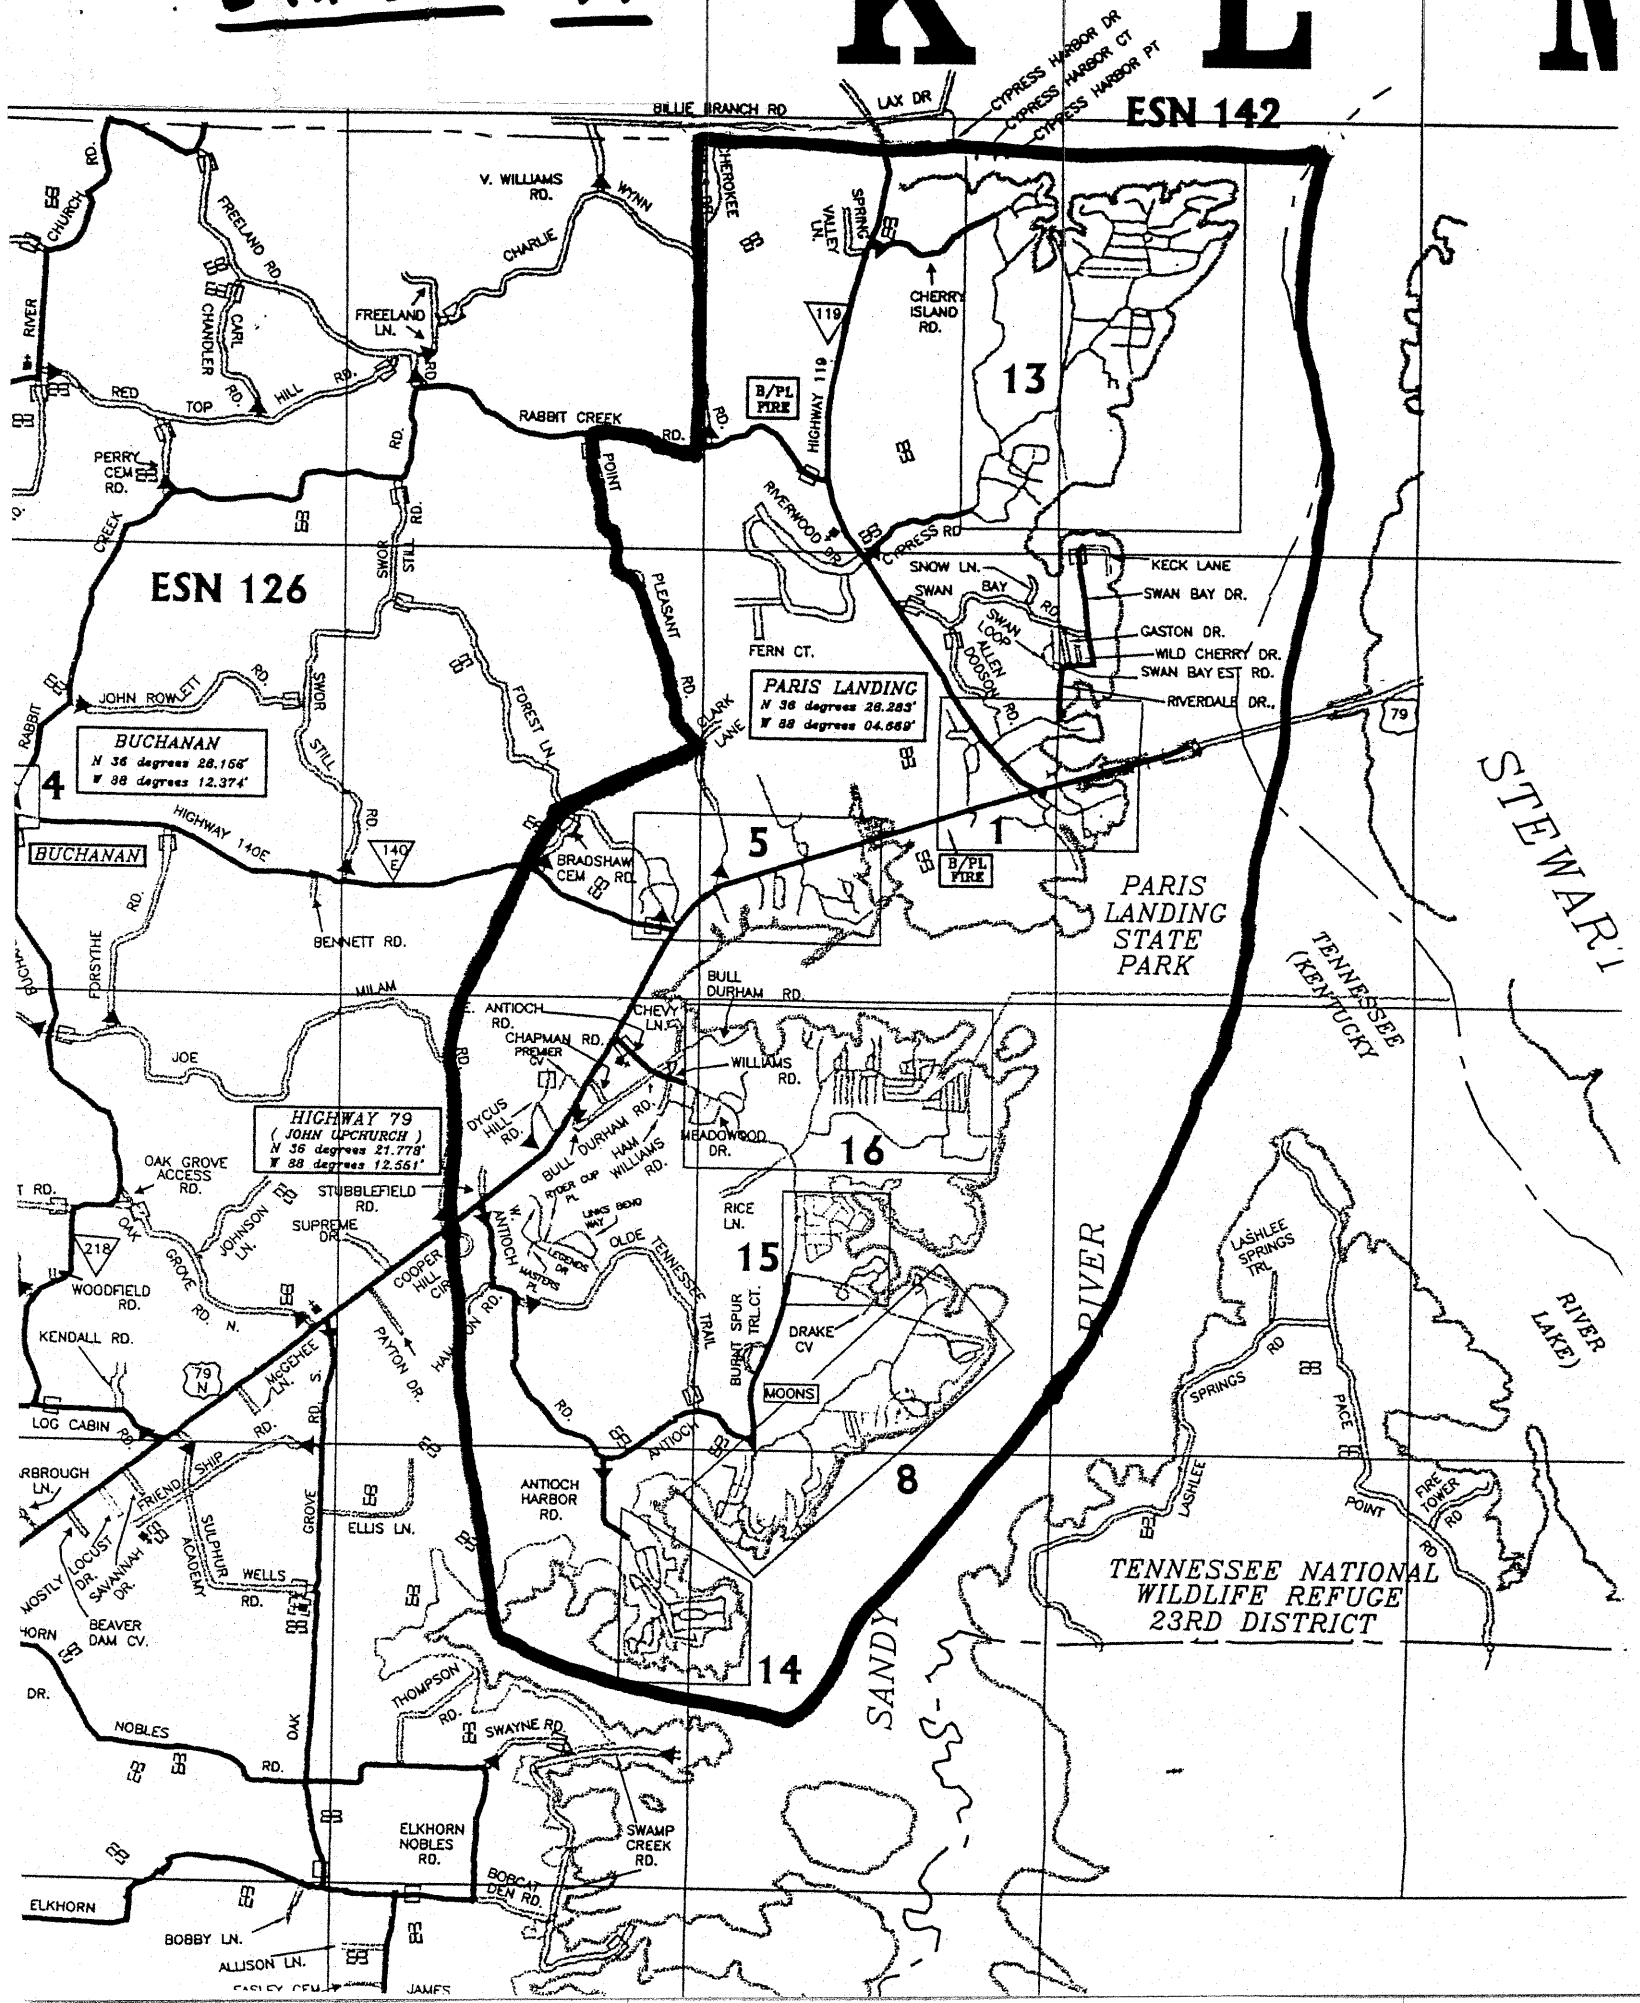 K L
CYPRESS HARBOR DR
CYPRESS HARBOR CT
CYPRESS HARBOR PT
LAX DR
BILLIE BRANCH RD
ESN 142
RD.
CHURCH
FREELAND RD.
V. WILLIAMS
RD.
WYNN
CHARLIE
CHEROKEE
RD.
SPRING
VALLEY
LN.
CHERRY
ISLAND
RD.
119
HIGHWAY 119
13
RIVER
CARL
CHANDLER
RD.
FREELAND
LN.
RD.
RED
TOP
HILL
RD.
RABBIT CREEK
RD.
RD.
B/PL
FIRE
PERRY
CEM
RD.
RD.
POINT
CREEK
SWOR
STILL
RD.
RIVERWOOD DR
CYPRESS RD
SNOW LN.
SWAN BAY RD
KECK LANE
SWAN BAY DR.
GASTON DR.
WILD CHERRY DR.
SWAN BAY EST RD.
RIVERDALE DR.
SWAN
LOOP
ALLEN
DODSON
RD.
ESN 126
PLEASANT
RD.
FERN CT.
PARIS LANDING
N 36 degrees 26.283'
W 88 degrees 04.669'
CLARK
LANE
79
JOHN ROWLETT
RD.
SWOR
STILL
RD.
FOREST LN.
RABBIT
BUCHANAN
N 36 degrees 26.156'
W 88 degrees 12.374'
4
HIGHWAY 140E
140
E
BUCHANAN
BRADSHAW
CEM RD.
5
1
B/PL
FIRE
STEWART
PARIS
LANDING
STATE
PARK
TENNESSEE
(KENTUCKY
FORSYTHE
RD.
BENNETT RD.
MILAM
RD.
JOE
E. ANTIOCH
RD.
CHEVY
LN.
BULL
DURHAM RD.
CHAPMAN RD.
PREMIER
CV
WILLIAMS
RD.
DYCUS
HILL
RD.
BULL DURHAM RD.
HAM
WILLIAMS
RD.
MEADOWOOD
DR.
16
HIGHWAY 79
( JOHN UPCHURCH )
N 36 degrees 21.778'
W 88 degrees 12.551'
OAK GROVE
ACCESS
RD.
T RD.
STUBBLEFIELD
RD.
SUPREME
DR.
JOHNSON
LN.
OAK
GROVE
RD. N.
218
WOODFIELD
RD.
KENDALL RD.
W.
ANTIOCH
RYDER CUP
PL
LINKS BEND
WAY
LEGENDS
DR
MASTERS
PL
OLDE TENNESSEE TRAIL
RICE
LN.
15
BURNT SPUR
TRL.CT.
DRAKE
CV
MOONS
COOPER
HILL
CIR
PAYTON DR.
RD.
RD.
RIVER
LASHLEE
SPRINGS
TRL.
RIVER
LAKE)
SPRINGS
RD
PACE
POINT
RD
FIRE
TOWER
RD
LASHLEE
79
N
McGEHEE
LN.
LOG CABIN
RD.
S.
RD.
GROVE
OAK
RBROUGH
LN.
FRIEND SHIP
RD.
MOSTLY LOCUST
DR.
SAVANNAH
DR.
SULPHUR
ACADEMY
WELLS
RD.
ELLIS LN.
BEAVER
DAM CV.
HORN
DR.
ANTIOCH
ANTIOCH
HARBOR
RD.
8
14
SANDY
TENNESSEE NATIONAL
WILDLIFE REFUGE
23RD DISTRICT
THOMPSON
RD.
SWAYNE RD.
NOBLES
RD.
ELKHORN
NOBLES
RD.
SWAMP
CREEK
RD.
BOBCAT
DEN RD.
ELKHORN
BOBBY LN.
ALLISON LN.
EASLEY CEM.
JAMES